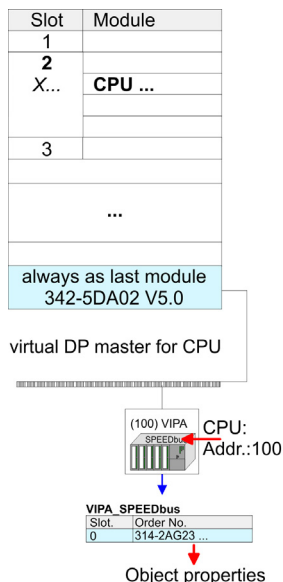 Slot Module
1
2
X... CPU ...
3
...
always as last module
342-5DA02 V5.0
virtual DP master for CPU
(100) VIPA
SPEEDbus
CPU:
Addr.:100
VIPA_SPEEDbus
Slot. Order No.
0 314-2AG23 ...
Object properties